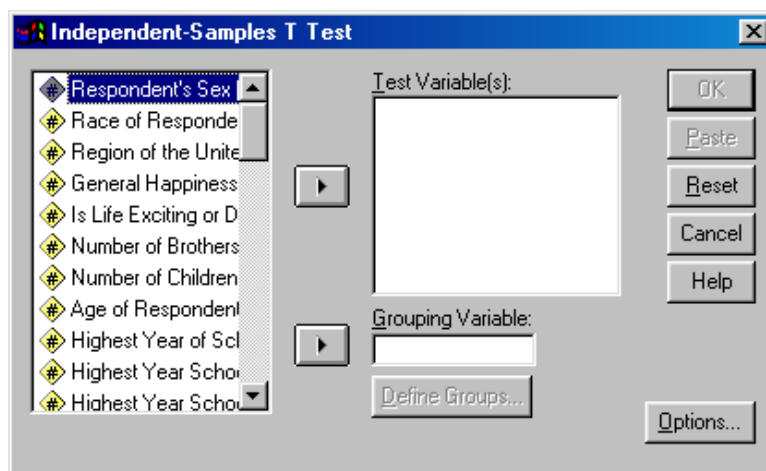 Independent-Samples T Test
Respondent's Sex
Race of Responde
Region of the Unite
General Happiness
Is Life Exciting or D
Number of Brothers
Number of Children
Age of Respondent
Highest Year of Scl
Highest Year Schoo
Highest Year Schoo
Test Variable(s):
Grouping Variable:
Define Groups...
OK
Paste
Reset
Cancel
Help
Options...